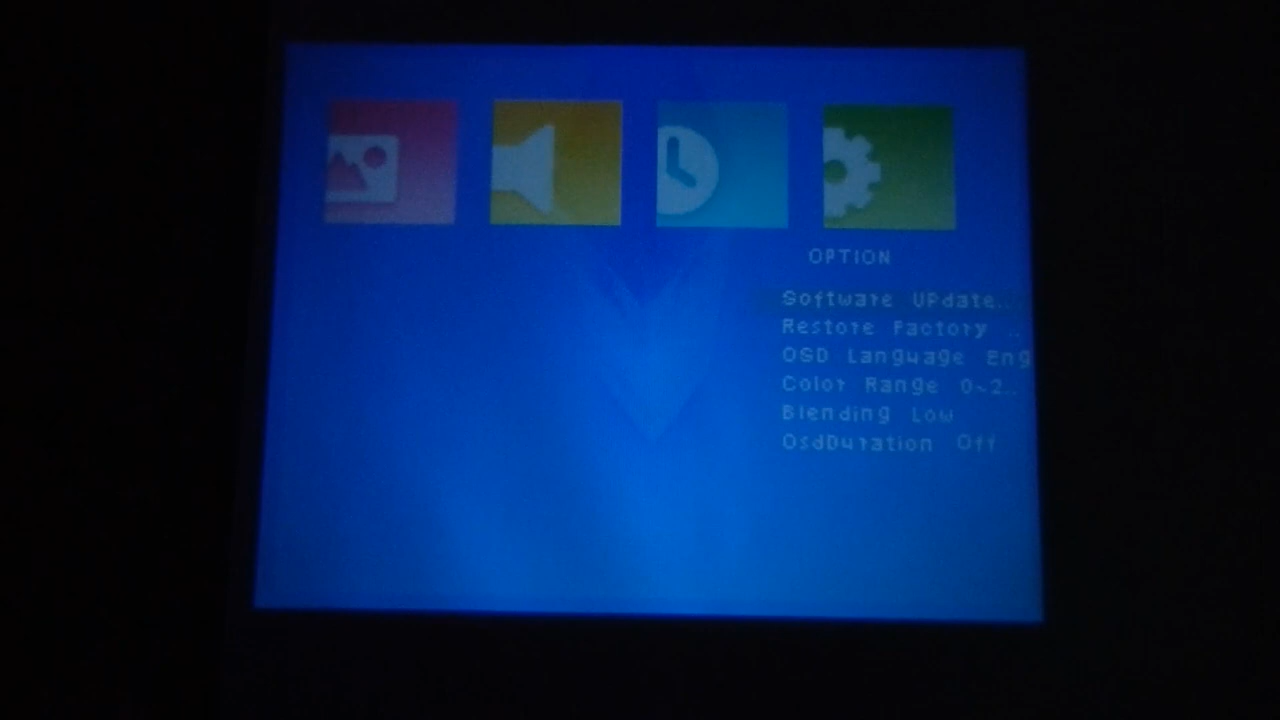 OPTION
Software Update..
Restore Factory ..
OSD Language Eng
Color Range 0~2..
Blending Low
OsdDuration Off